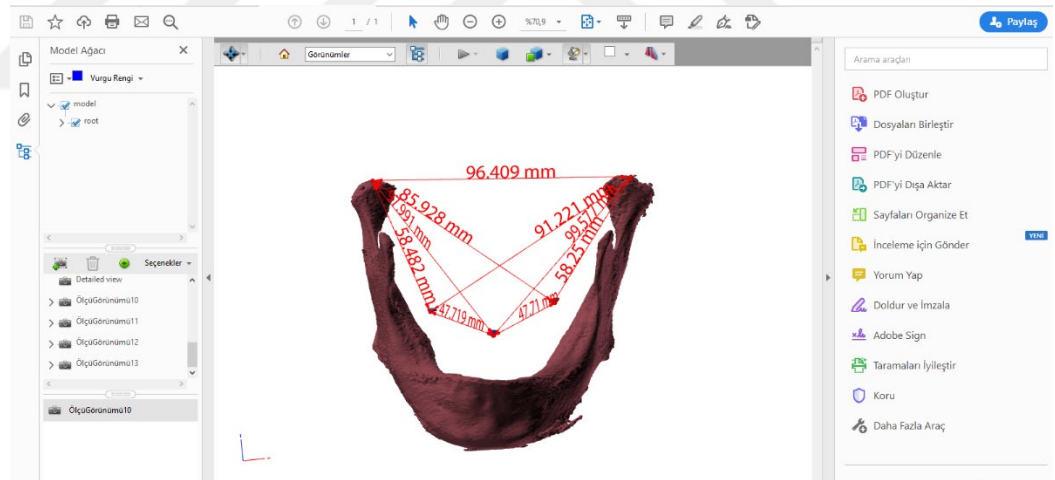 1 / 1
%70,9
Paylaş
Model Ağacı
Vurgu Rengi
model
root
Seçenekler
Detailed view
ÖlçüGörünümü10
ÖlçüGörünümü11
ÖlçüGörünümü12
ÖlçüGörünümü13
ÖlçüGörünümü10
Görünümler
96.409 mm
85.928 mm
58.482 mm
91.221 mm
58.25 mm
47.719 mm
47.71 mm
Arama araçları
PDF Oluştur
Dosyaları Birleştir
PDF'yi Düzenle
PDF'yi Dışa Aktar
Sayfaları Organize Et
İnceleme için Gönder
YENİ
Yorum Yap
Doldur ve İmzala
Adobe Sign
Taramaları İyileştir
Koru
Daha Fazla Araç